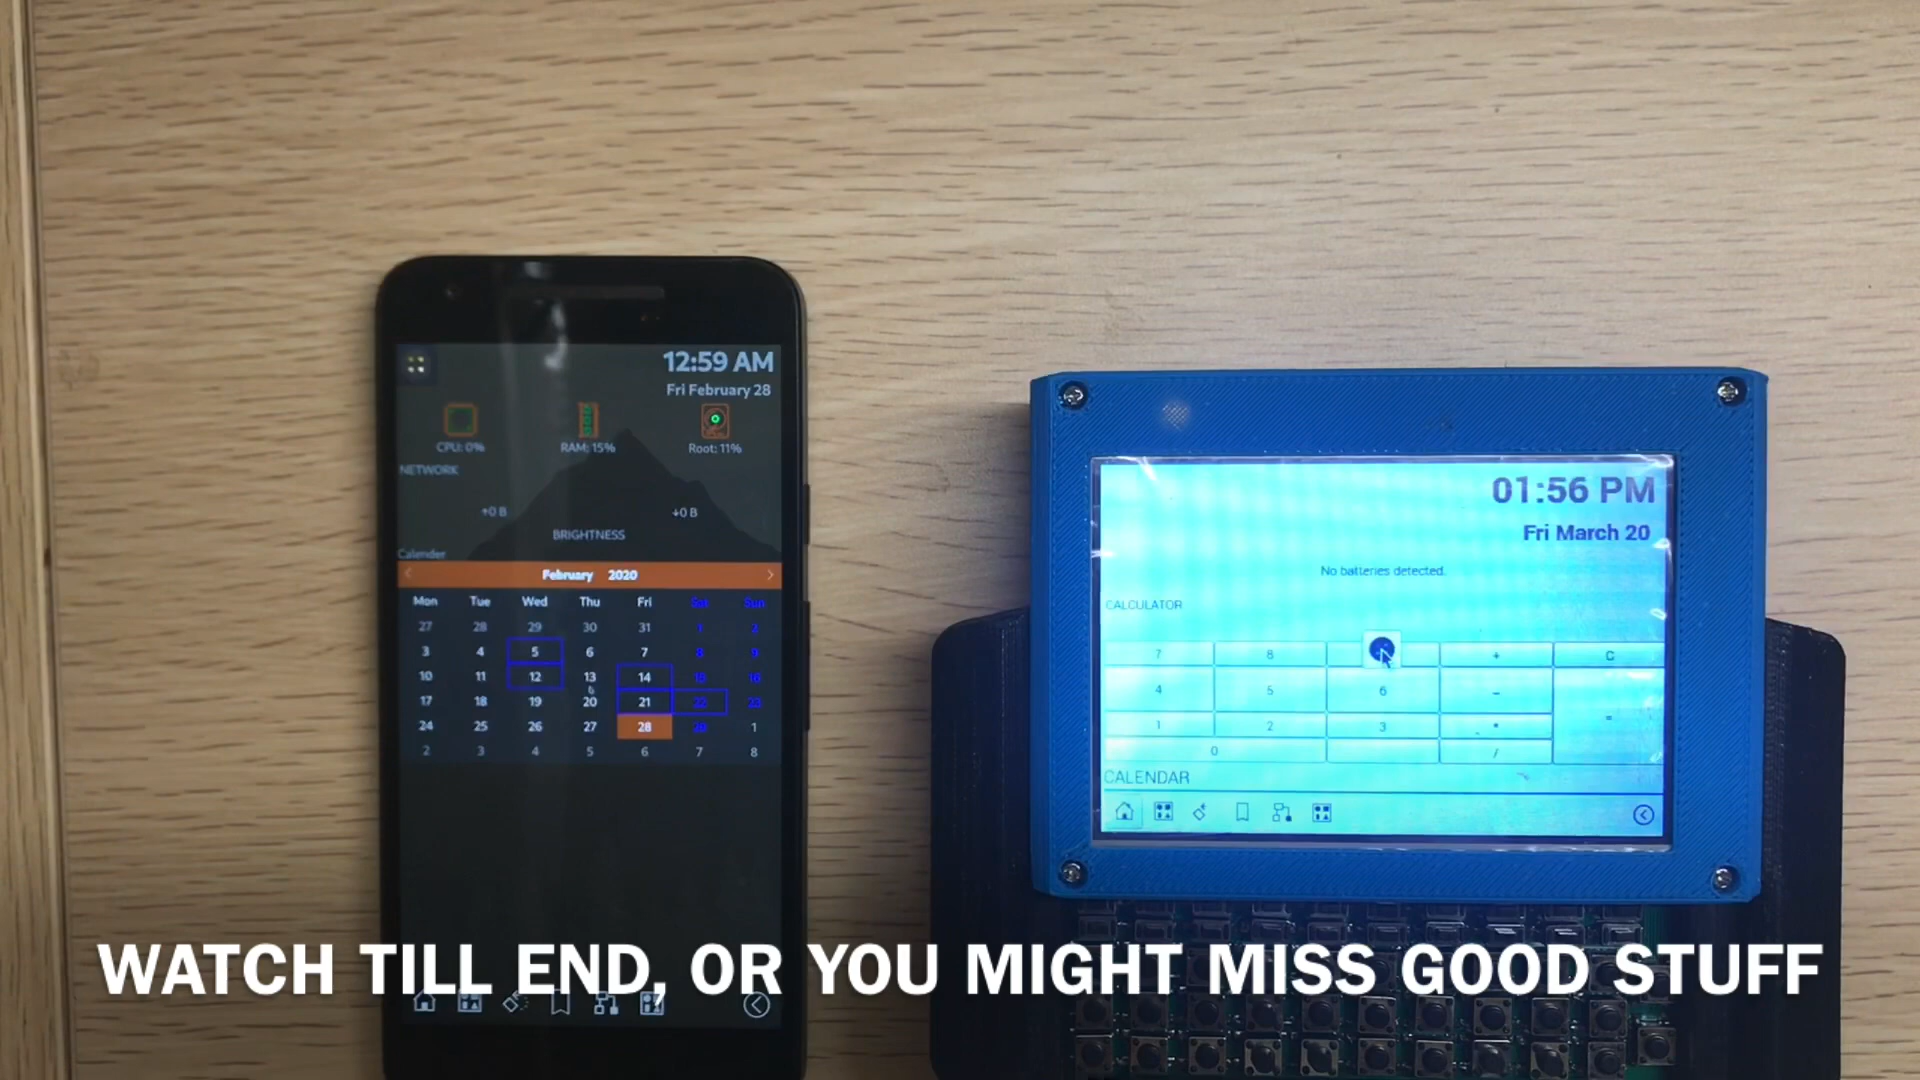 12:59 AM
Fri February 28
CPU: 0% RAM: 15% Root: 11%
NETWORK
↑0 B ↓0 B
BRIGHTNESS
Calender
February 2020
Mon Tue Wed Thu Fri Sat Sun
27 28 29 30 31 1 2
3 4 5 6 7 8 9
10 11 12 13 14 15 16
17 18 19 20 21 22 23
24 25 26 27 28 29 1
2 3 4 5 6 7 8
01:56 PM
Fri March 20
No batteries detected.
CALCULATOR
7 8 + C
4 5 6 - =
1 2 3 *
0 /
CALENDAR
WATCH TILL END, OR YOU MIGHT MISS GOOD STUFF